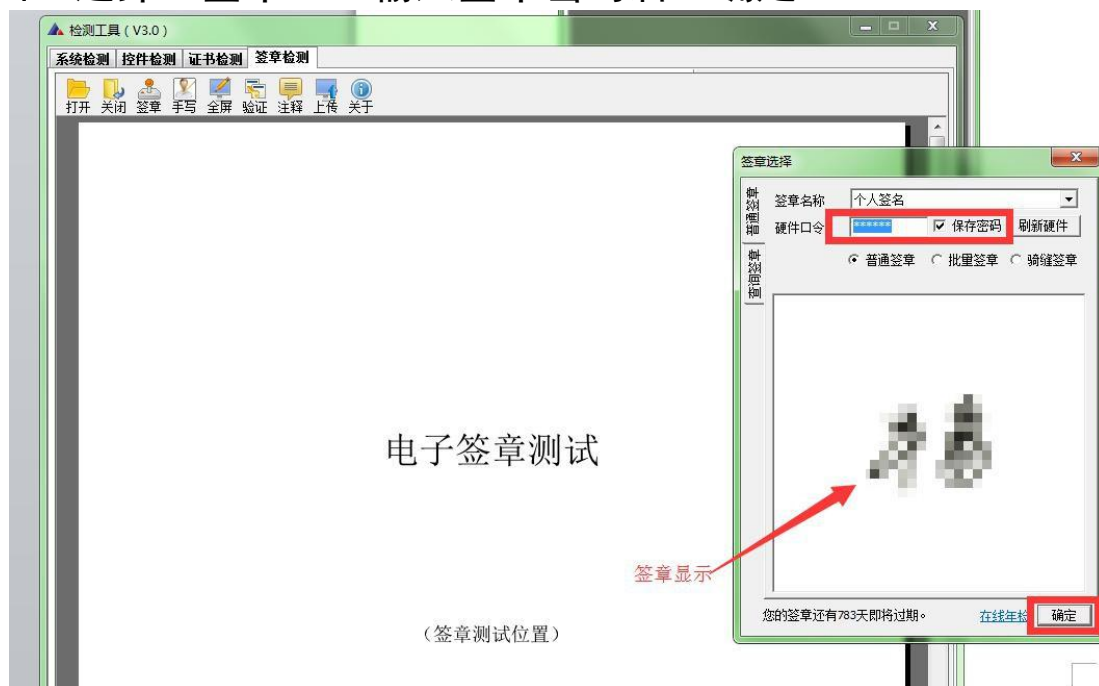 检测工具（V3.0）
系统检测 控件检测 证书检测 签章检测
打开 关闭 签章 手写 全屏 验证 注释 上传 关于
电子签章测试
（签章测试位置）
签章显示
签章选择
普通签章
查询签章
签章名称 个人签名
硬件口令 ****** 保存密码 刷新硬件
普通签章 批量签章 骑缝签章
您的签章还有783天即将过期。 在线年检 确定